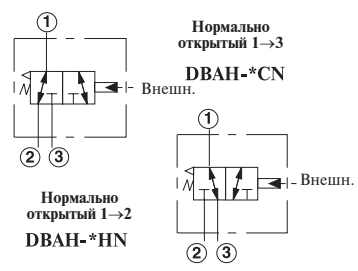 1
Нормально
открытый 1→3
DBAH-*CN
Внешн.
2 3
1
Внешн.
Нормально
открытый 1→2
DBAH-*HN
2 3